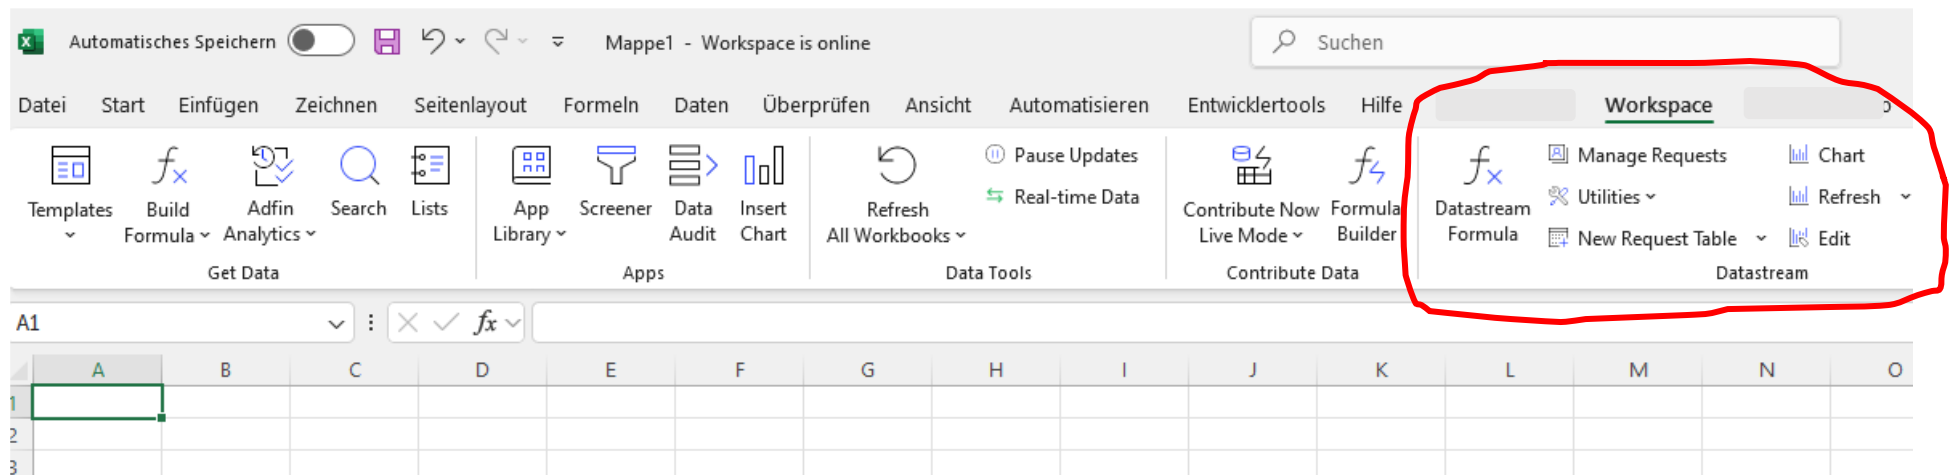 Automatisches Speichern Mappe1 - Workspace is online Suchen
Datei Start Einfügen Zeichnen Seitenlayout Formeln Daten Überprüfen Ansicht Automatisieren Entwicklertools Hilfe Workspace
Templates
Build
Formula
Adfin
Analytics
Search
Lists
Get Data
App
Library
Screener
Data
Audit
Insert
Chart
Apps
Refresh
All Workbooks
Pause Updates
Real-time Data
Data Tools
Contribute Now
Live Mode
Formula
Builder
Contribute Data
Datastream
Formula
Manage Requests
Utilities
New Request Table
Chart
Refresh
Edit
Datastream
A1 fx
A B C D E F G H I J K L M N O
1
2
3